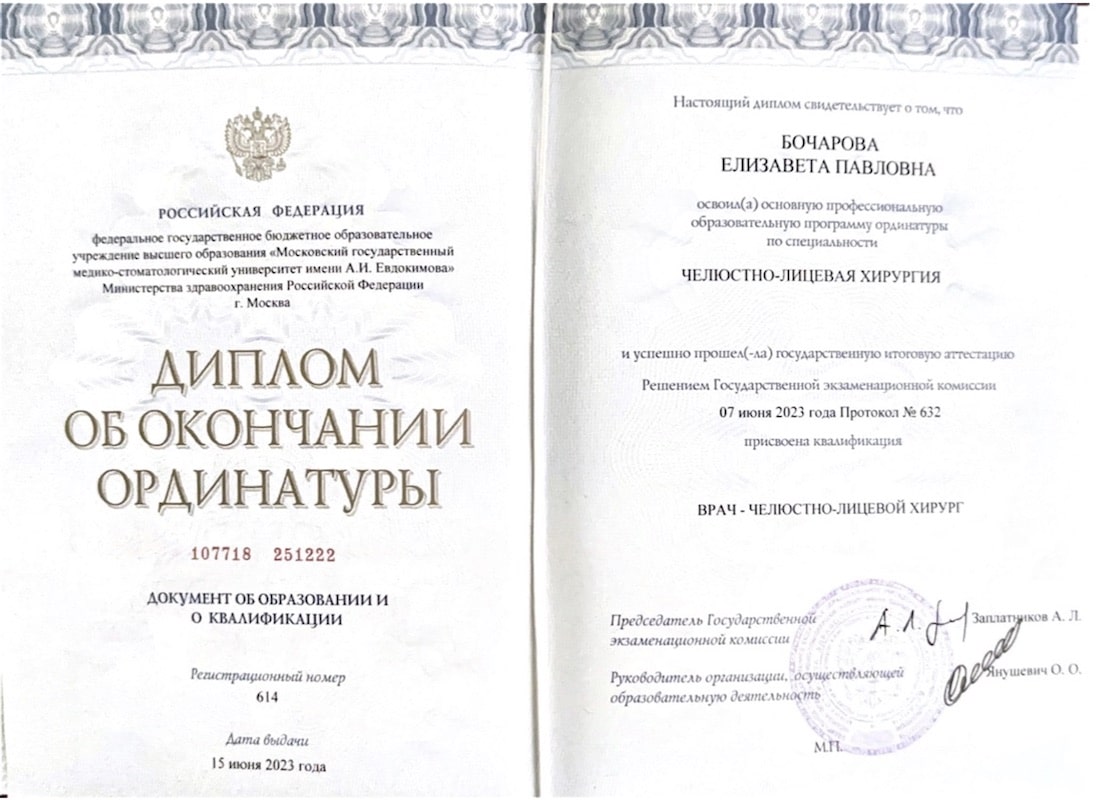 РОССИЙСКАЯ ФЕДЕРАЦИЯ
федеральное государственное бюджетное образовательное
учреждение высшего образования «Московский государственный
медико-стоматологический университет имени А.И. Евдокимова»
Министерства здравоохранения Российской Федерации
г. Москва
ДИПЛОМ
ОБ ОКОНЧАНИИ
ОРДИНАТУРЫ
107718 251222
ДОКУМЕНТ ОБ ОБРАЗОВАНИИ И
О КВАЛИФИКАЦИИ
Регистрационный номер
614
Дата выдачи
15 июня 2023 года
Настоящий диплом свидетельствует о том, что
БОЧАРОВА
ЕЛИЗАВЕТА ПАВЛОВНА
освоил(а) основную профессиональную
образовательную программу ординатуры
по специальности
ЧЕЛЮСТНО-ЛИЦЕВАЯ ХИРУРГИЯ
и успешно прошел(-ла) государственную итоговую аттестацию
Решением Государственной экзаменационной комиссии
07 июня 2023 года Протокол № 632
присвоена квалификация
ВРАЧ - ЧЕЛЮСТНО-ЛИЦЕВОЙ ХИРУРГ
Председатель Государственной
экзаменационной комиссии
Заплатников А. Л.
Руководитель организации, осуществляющей
образовательную деятельность
Янушевич О. О.
М.П.